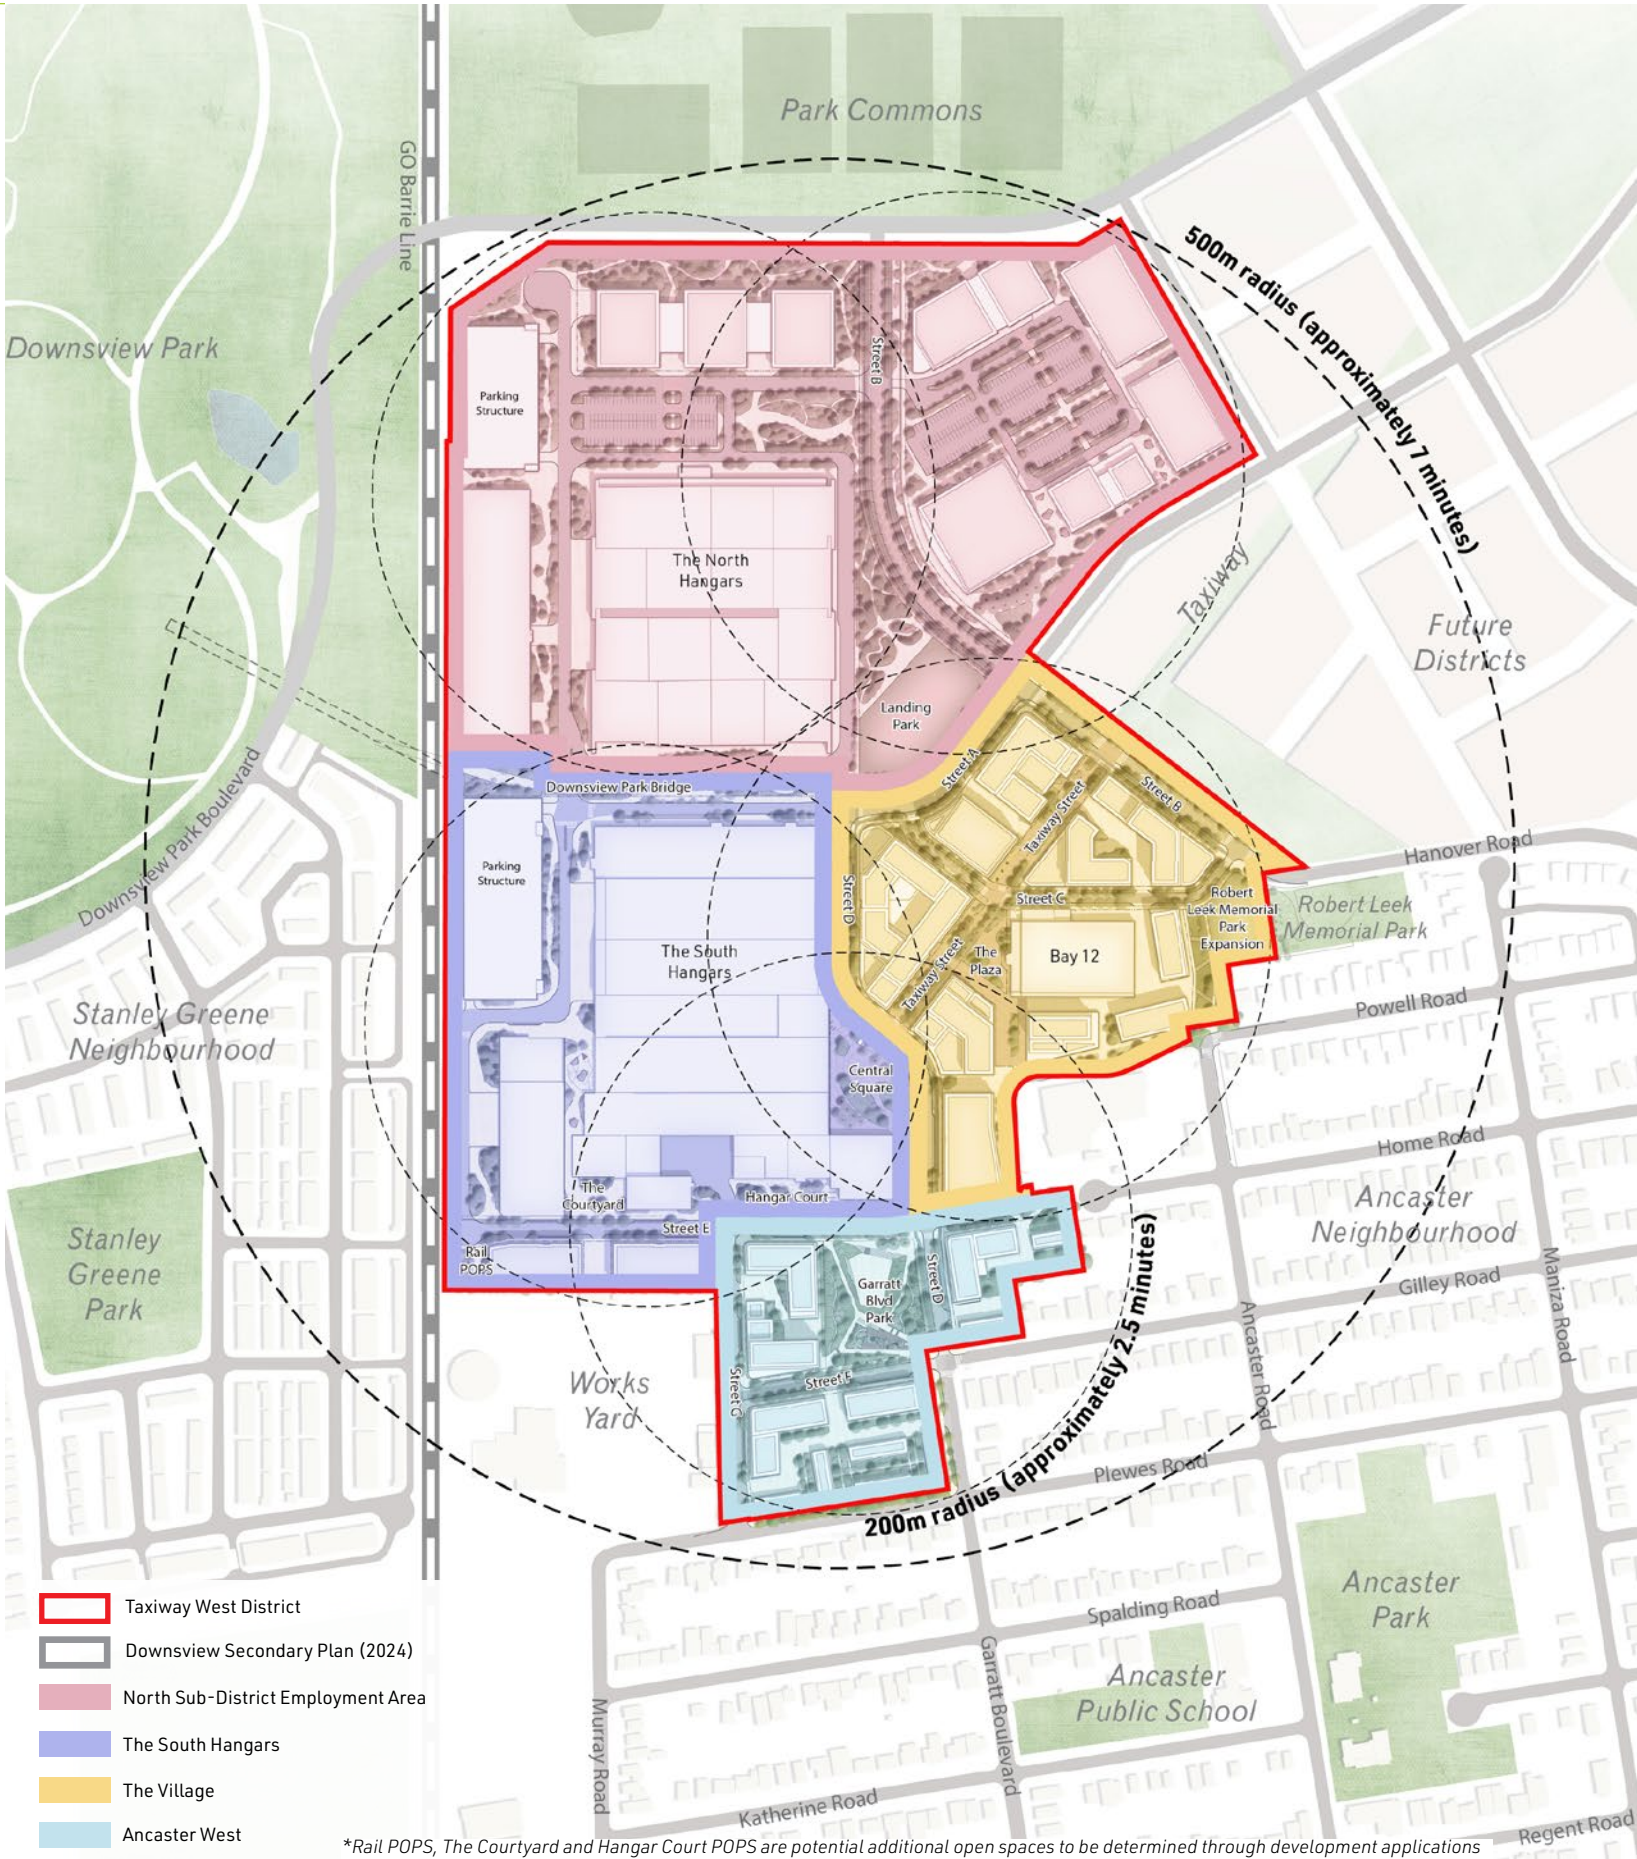 Park Commons
GO Barrie Line
500m radius (approximately 7 minutes)
Downsview Park
Street B
Parking
Structure
The North
Hangars
Taxiway
Future
Districts
Landing
Park
Street A
Downsview Park Bridge
Street B
Taxiway Street
Downsview Park Boulevard
Hanover Road
Parking
Structure
Street D
Street C
Robert
Leek Memorial
Park
Expansion
Robert Leek
Memorial Park
The South
Hangars
Taxiway Street
The
Plaza
Bay 12
Powell Road
Stanley Greene
Neighbourhood
Central
Square
Home Road
The
Courtyard
Hangar Court
Ancaster
Neighbourhood
Street E
Rail
POPS
Stanley
Greene
Park
Garratt
Blvd
Park
Street D
Gilley Road
Maniza Road
Ancaster Road
Works
Yard
Street G
Street F
200m radius (approximately 2.5 minutes)
Plewes Road
Ancaster
Park
Spalding Road
Garratt Boulevard
Ancaster
Public School
Murray Road
Katherine Road
Regent Road
Taxiway West District
Downsview Secondary Plan (2024)
North Sub-District Employment Area
The South Hangars
The Village
Ancaster West
*Rail POPS, The Courtyard and Hangar Court POPS are potential additional open spaces to be determined through development applications